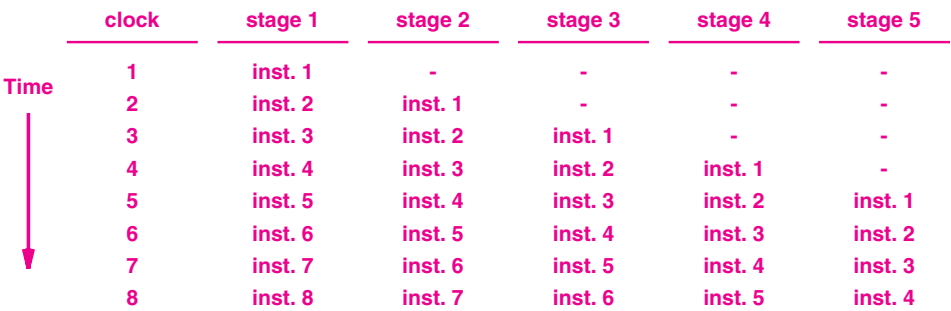 clock stage 1 stage 2 stage 3 stage 4 stage 5
1 inst. 1 - - - -
Time
2 inst. 2 inst. 1 - - -
3 inst. 3 inst. 2 inst. 1 - -
4 inst. 4 inst. 3 inst. 2 inst. 1 -
5 inst. 5 inst. 4 inst. 3 inst. 2 inst. 1
6 inst. 6 inst. 5 inst. 4 inst. 3 inst. 2
7 inst. 7 inst. 6 inst. 5 inst. 4 inst. 3
8 inst. 8 inst. 7 inst. 6 inst. 5 inst. 4